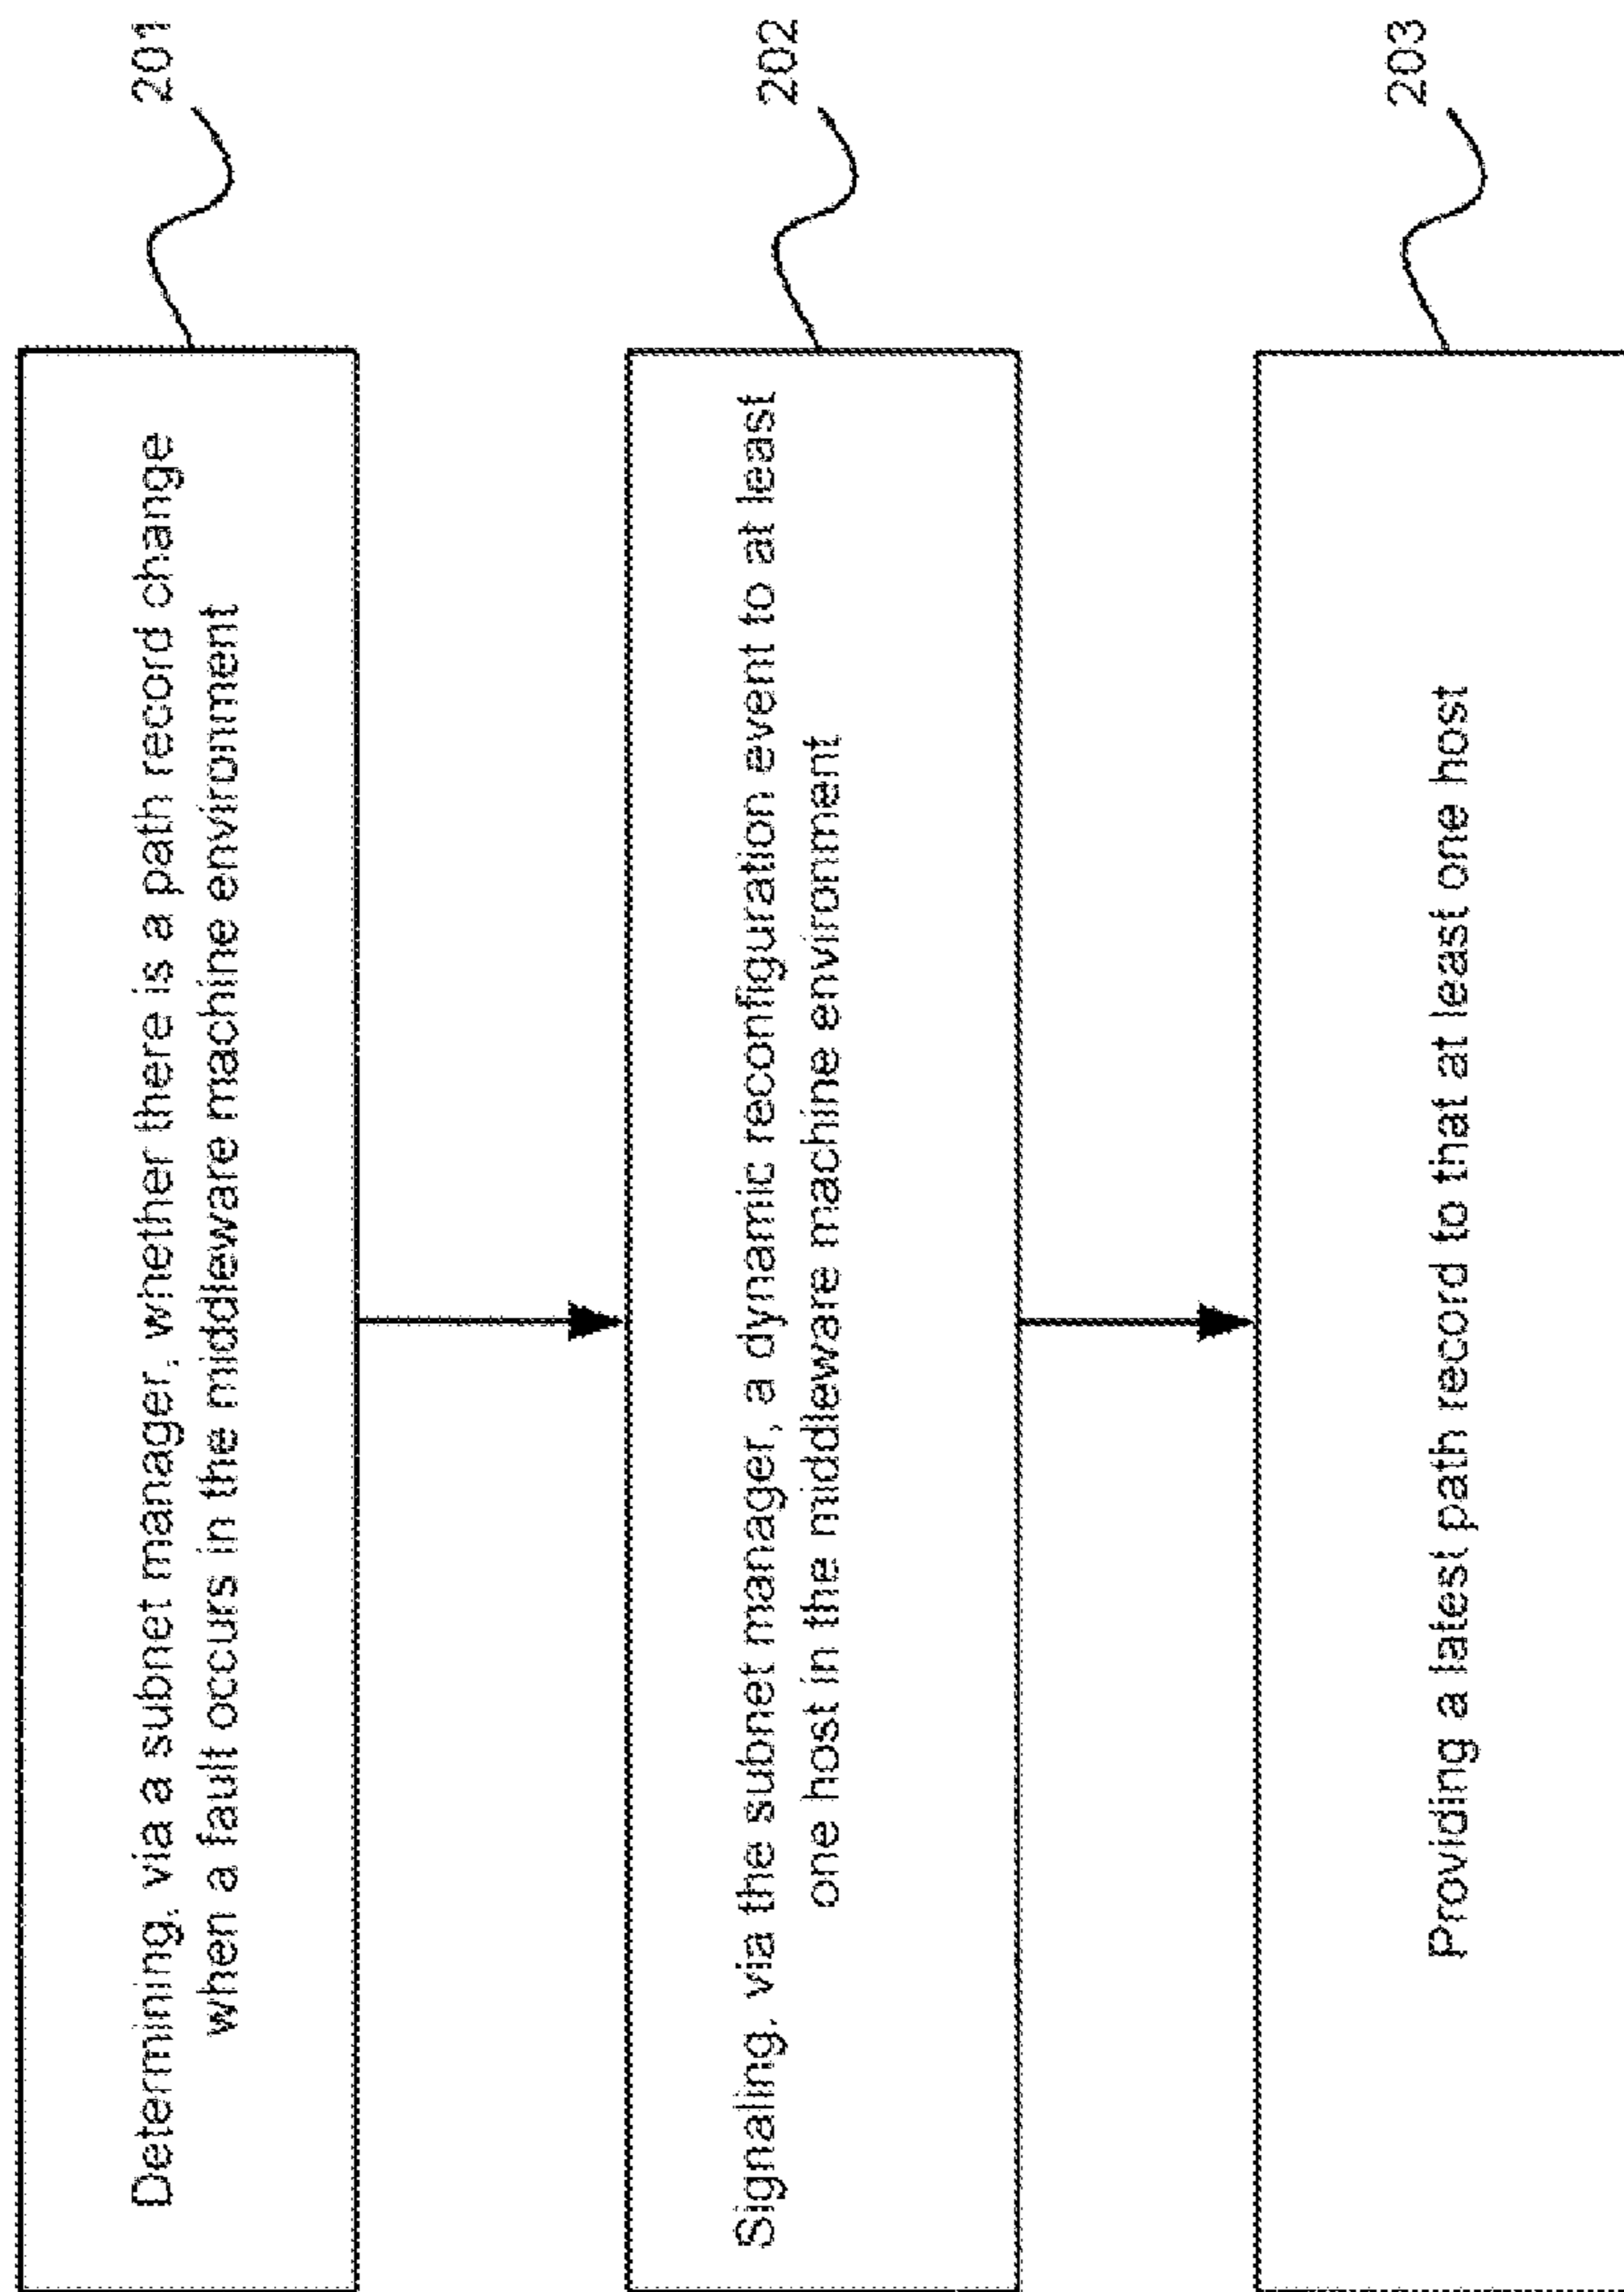 Determining, via a subnet manager, whether there is a path record change
when a fault occurs in the middleware machine environment
201
Signaling, via the subnet manager, a dynamic reconfiguration event to at least
one host in the middleware machine environment
202
Providing a latest path record to that at least one host
203